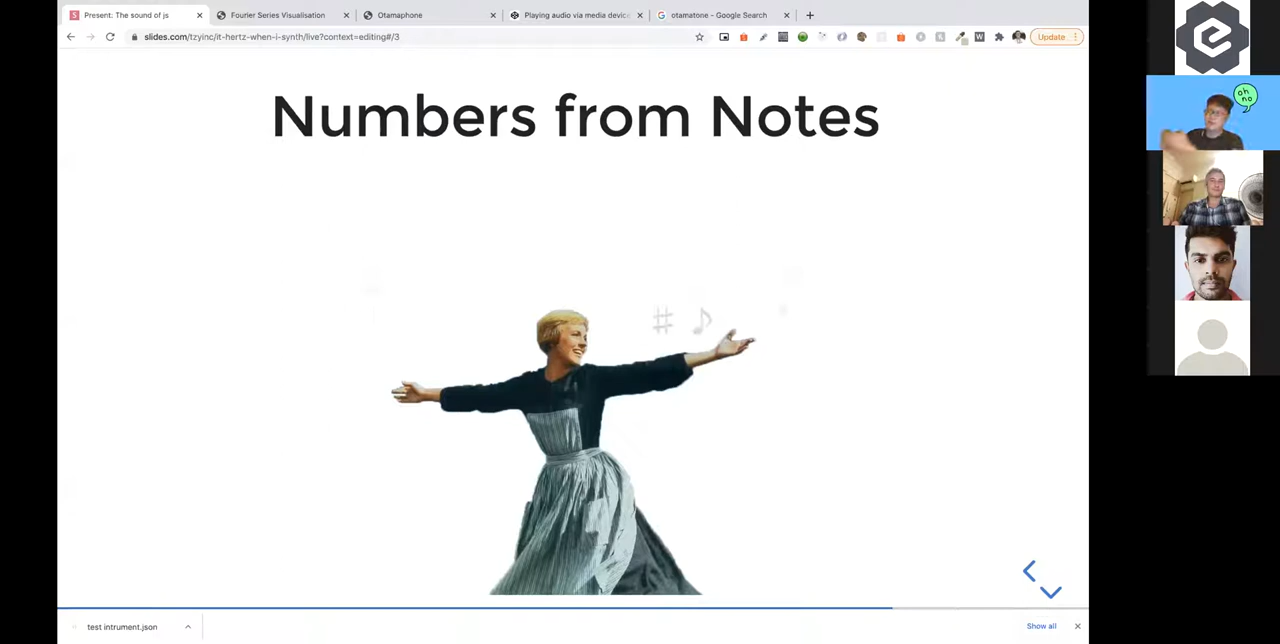 Present: The sound of js
Fourier Series Visualisation
Otamaphone
Playing audio via media device
otamatone - Google Search
slides.com/tzyinc/it-hertz-when-i-synth/live?context=editing#/3
Update
Numbers from Notes
oh
no
test intrument.json
Show all